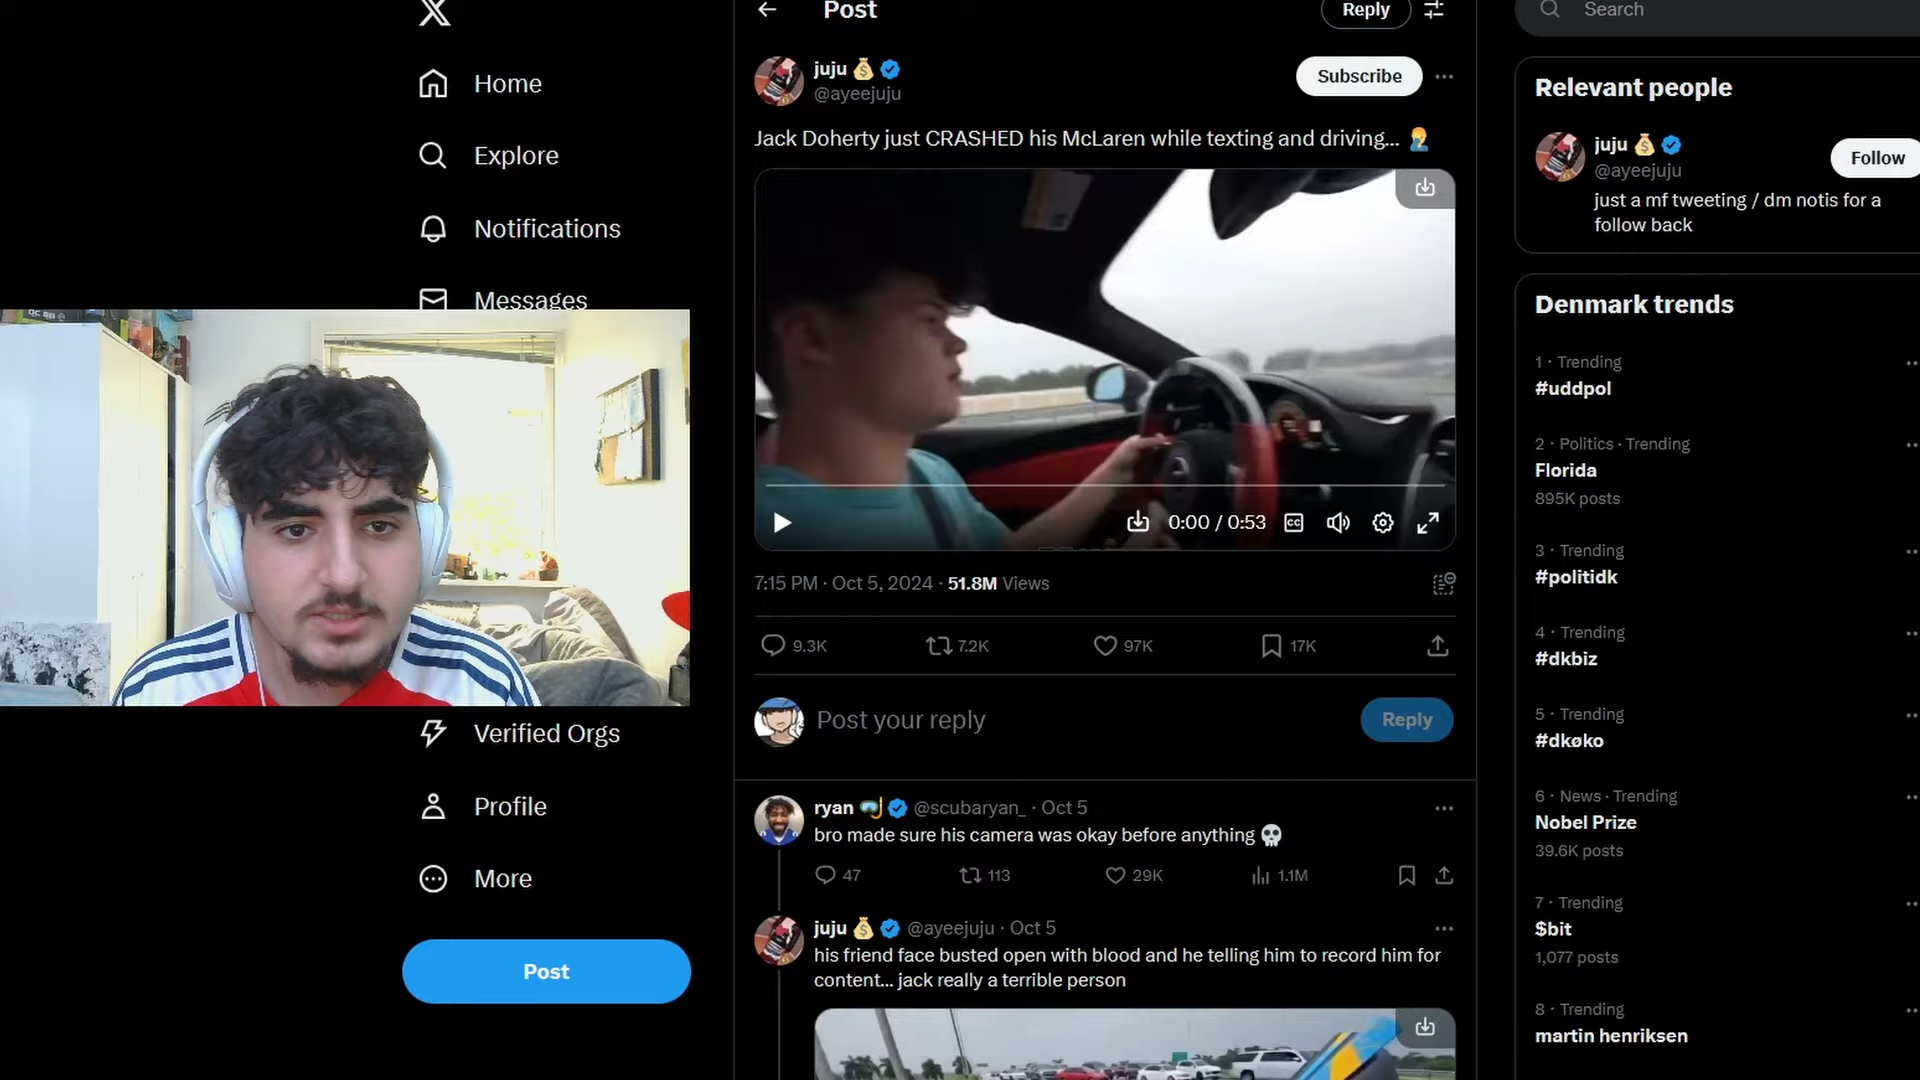 Home
Explore
Notifications
Messages
Verified Orgs
Profile
More
Post
Post
Reply
juju
@ayeejuju
Subscribe
Jack Doherty just CRASHED his McLaren while texting and driving...
0:00 / 0:53
CC
7:15 PM · Oct 5, 2024 · 51.8M Views
9.3K
7.2K
97K
17K
Post your reply
Reply
ryan @scubaryan_ · Oct 5
bro made sure his camera was okay before anything
47
113
29K
1.1M
juju @ayeejuju · Oct 5
his friend face busted open with blood and he telling him to record him for
content... jack really a terrible person
Search
Relevant people
juju
@ayeejuju
Follow
just a mf tweeting / dm notis for a
follow back
Denmark trends
1 · Trending
#uddpol
2 · Politics · Trending
Florida
895K posts
3 · Trending
#politidk
4 · Trending
#dkbiz
5 · Trending
#dkøko
6 · News · Trending
Nobel Prize
39.6K posts
7 · Trending
$bit
1,077 posts
8 · Trending
martin henriksen